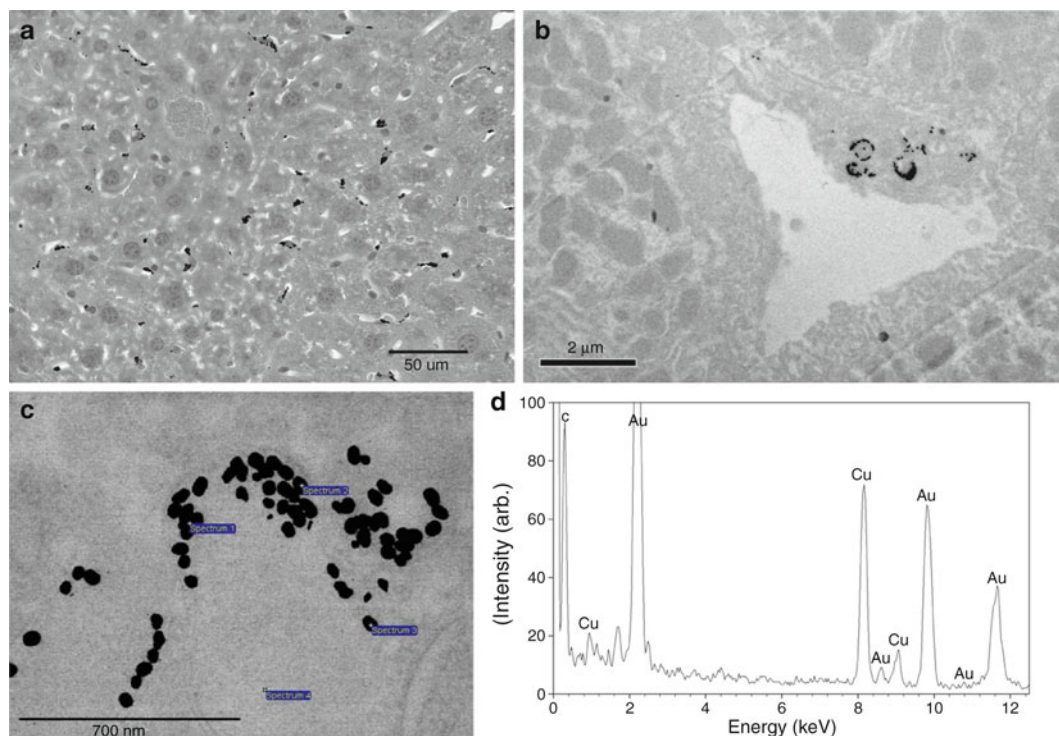 a
50 um
b
2 μm
c
Spectrum 2
Spectrum 1
Spectrum 3
Spectrum 4
700 nm
d
100
80
60
40
20
0
(Intensity (arb.)
c
Au
Cu
Au
Cu
Au
Cu
Au
Au
0 2 4 6 8 10 12
Energy (keV)